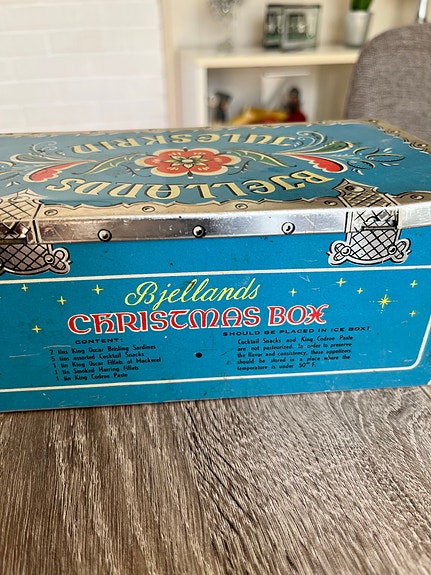 JULESKRIN
BJELLANDS
Bjellands
CHRISTMAS BOX
CONTENT:
2 tins King Oscar Brisling Sardines
5 tins assorted Cocktail Snacks
1 tin King Oscar Fillets of Mackerel
1 tin Smoked Herring Fillets
1 tin King Codroe Paste
SHOULD BE PLACED IN ICE BOX!
Cocktail Snacks and King Codroe Paste
are not pasteurized. In order to preserve
the flavor and consistency, these appetizers
should be stored in a place where the
temperature is under 50° F.